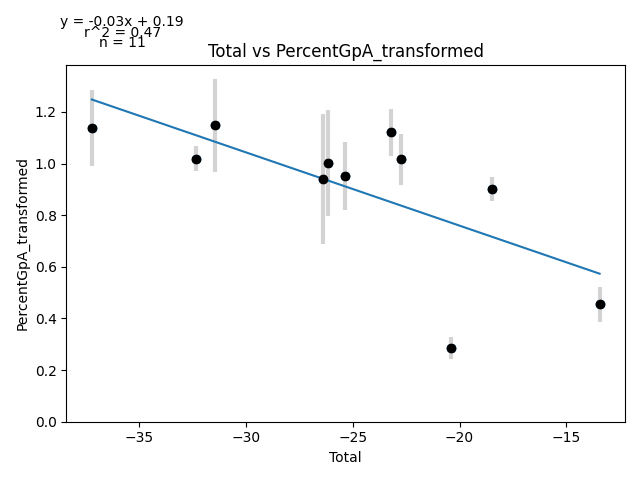 y = -0.03x + 0.19
r^2 = 0.47
n = 11
Total vs PercentGpA_transformed
1.2
1.0
0.8
0.6
0.4
0.2
0.0
PercentGpA_transformed
−35
−30
−25
−20
−15
Total